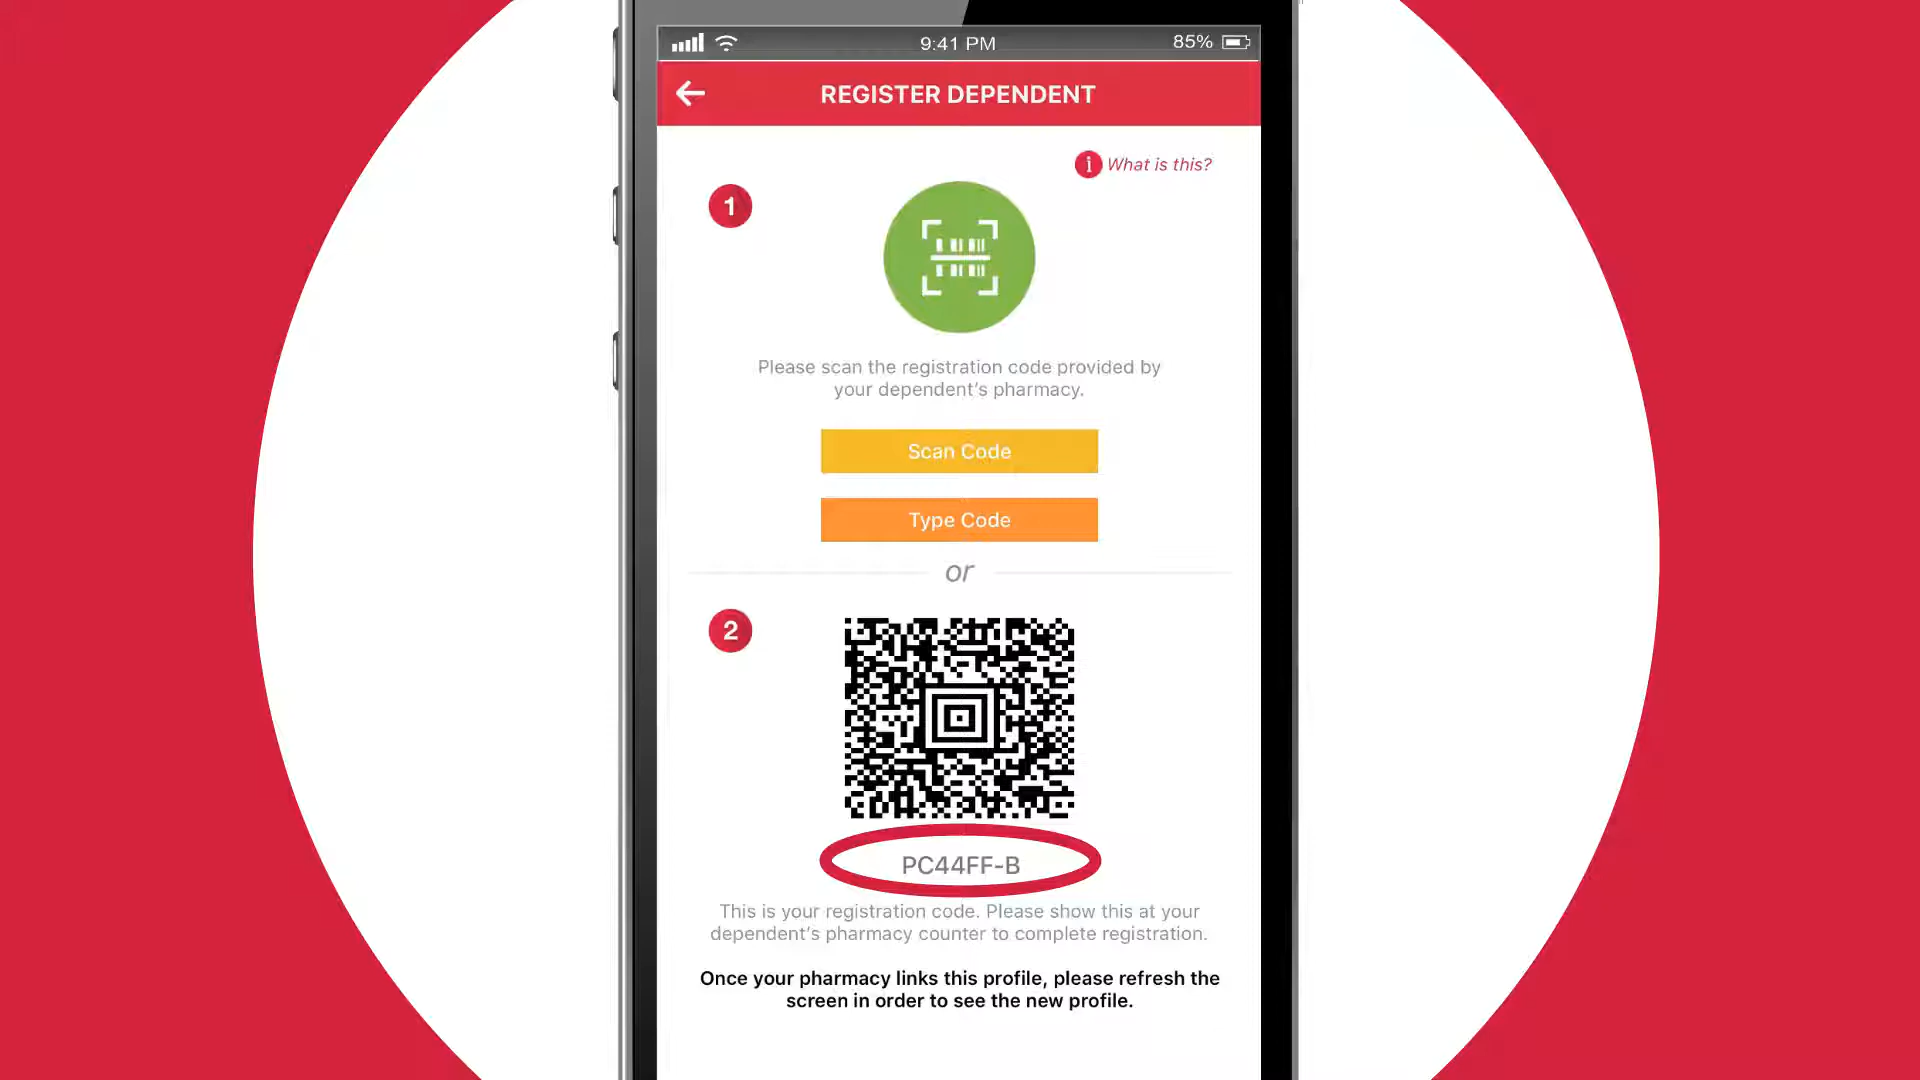 9:41 PM
85%
REGISTER DEPENDENT
i What is this?
1
Please scan the registration code provided by
your dependent's pharmacy.
Scan Code
Type Code
or
2
PC44FF-B
This is your registration code. Please show this at your
dependent's pharmacy counter to complete registration.
Once your pharmacy links this profile, please refresh the
screen in order to see the new profile.